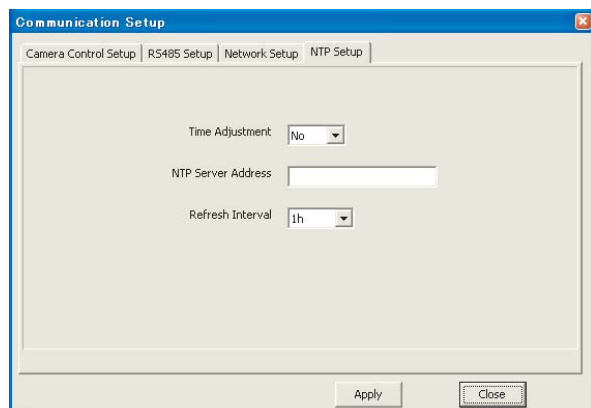 Communication Setup
Camera Control Setup RS485 Setup Network Setup NTP Setup
Time Adjustment No
NTP Server Address
Refresh Interval 1h
Apply Close